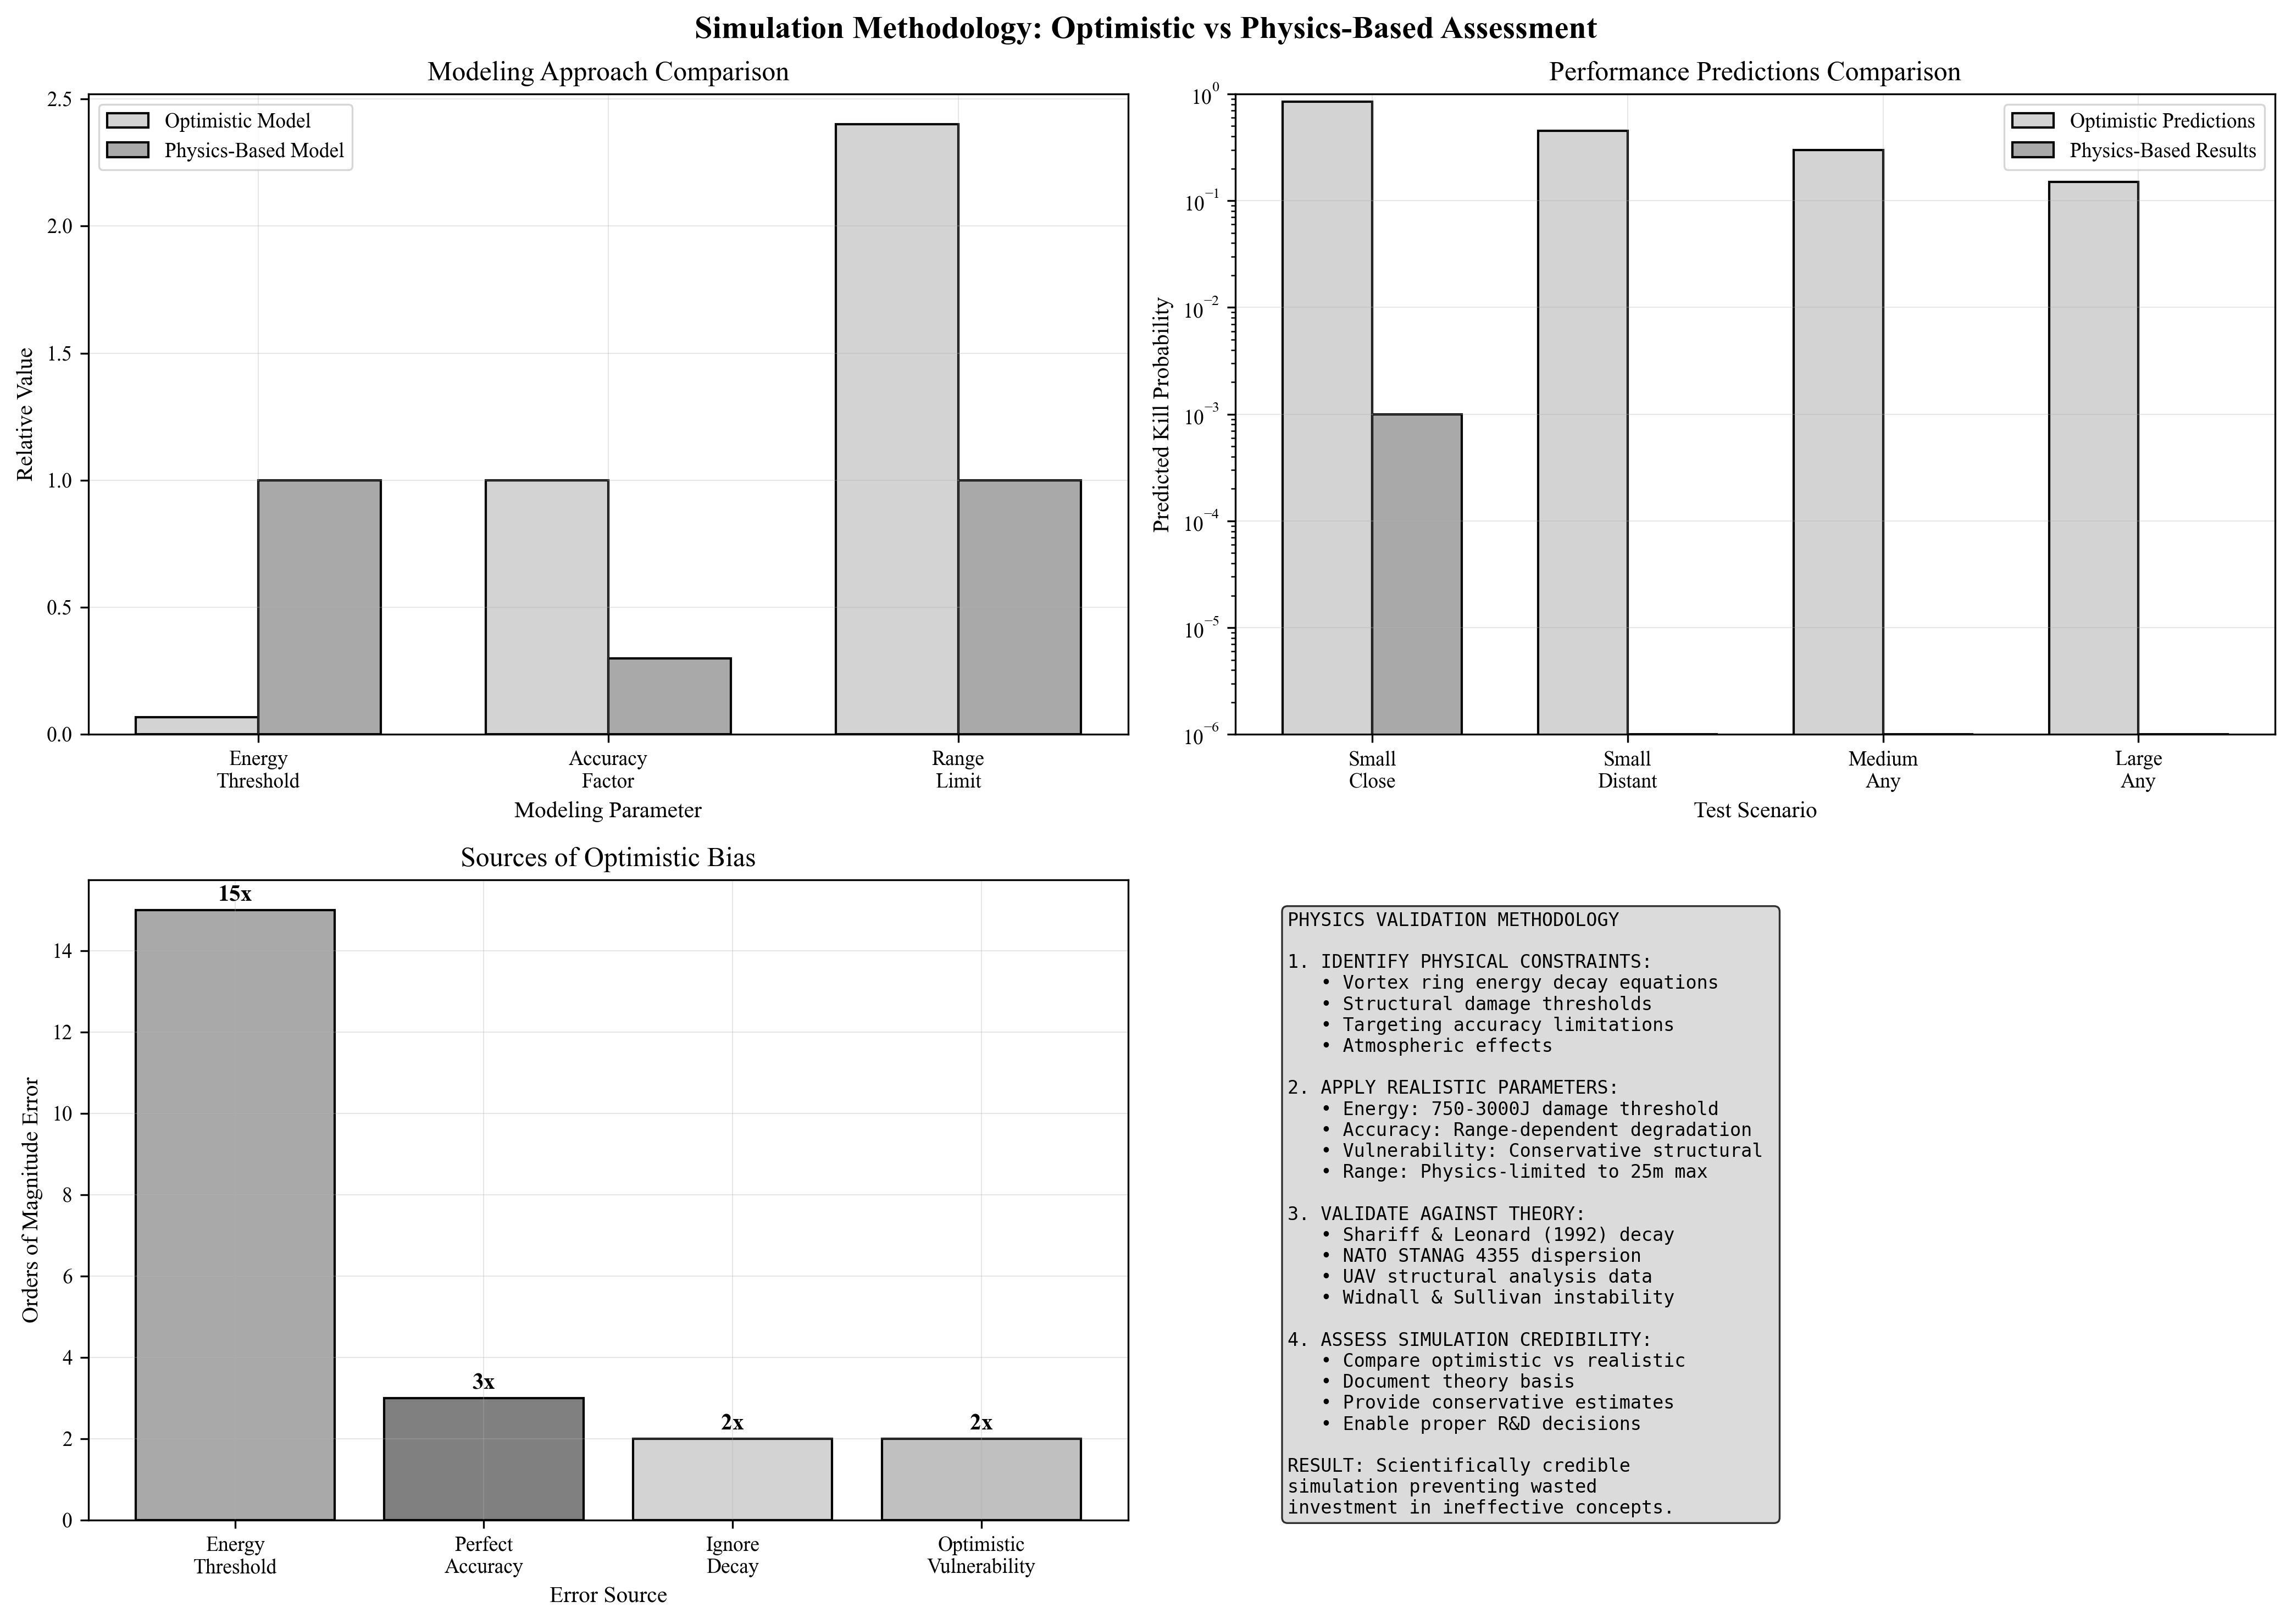 Simulation Methodology: Optimistic vs Physics-Based Assessment
Modeling Approach Comparison
Optimistic Model
Physics-Based Model
Relative Value
2.5
2.0
1.5
1.0
0.5
0.0
Energy
Threshold
Accuracy
Factor
Range
Limit
Modeling Parameter
Performance Predictions Comparison
Optimistic Predictions
Physics-Based Results
Predicted Kill Probability
10⁰
10⁻¹
10⁻²
10⁻³
10⁻⁴
10⁻⁵
10⁻⁶
Small
Close
Small
Distant
Medium
Any
Large
Any
Test Scenario
Sources of Optimistic Bias
Orders of Magnitude Error
14
12
10
8
6
4
2
0
15x
3x
2x
2x
Energy
Threshold
Perfect
Accuracy
Ignore
Decay
Optimistic
Vulnerability
Error Source
PHYSICS VALIDATION METHODOLOGY
1. IDENTIFY PHYSICAL CONSTRAINTS:
• Vortex ring energy decay equations
• Structural damage thresholds
• Targeting accuracy limitations
• Atmospheric effects
2. APPLY REALISTIC PARAMETERS:
• Energy: 750-3000J damage threshold
• Accuracy: Range-dependent degradation
• Vulnerability: Conservative structural
• Range: Physics-limited to 25m max
3. VALIDATE AGAINST THEORY:
• Shariff & Leonard (1992) decay
• NATO STANAG 4355 dispersion
• UAV structural analysis data
• Widnall & Sullivan instability
4. ASSESS SIMULATION CREDIBILITY:
• Compare optimistic vs realistic
• Document theory basis
• Provide conservative estimates
• Enable proper R&D decisions
RESULT: Scientifically credible
simulation preventing wasted
investment in ineffective concepts.